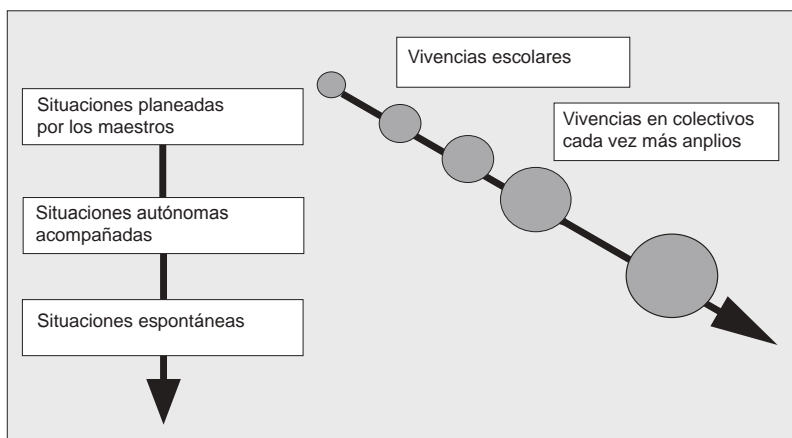 Vivencias escolares
Situaciones planeadas
por los maestros
Vivencias en colectivos
cada vez más anplios
Situaciones autónomas
acompañadas
Situaciones espontáneas